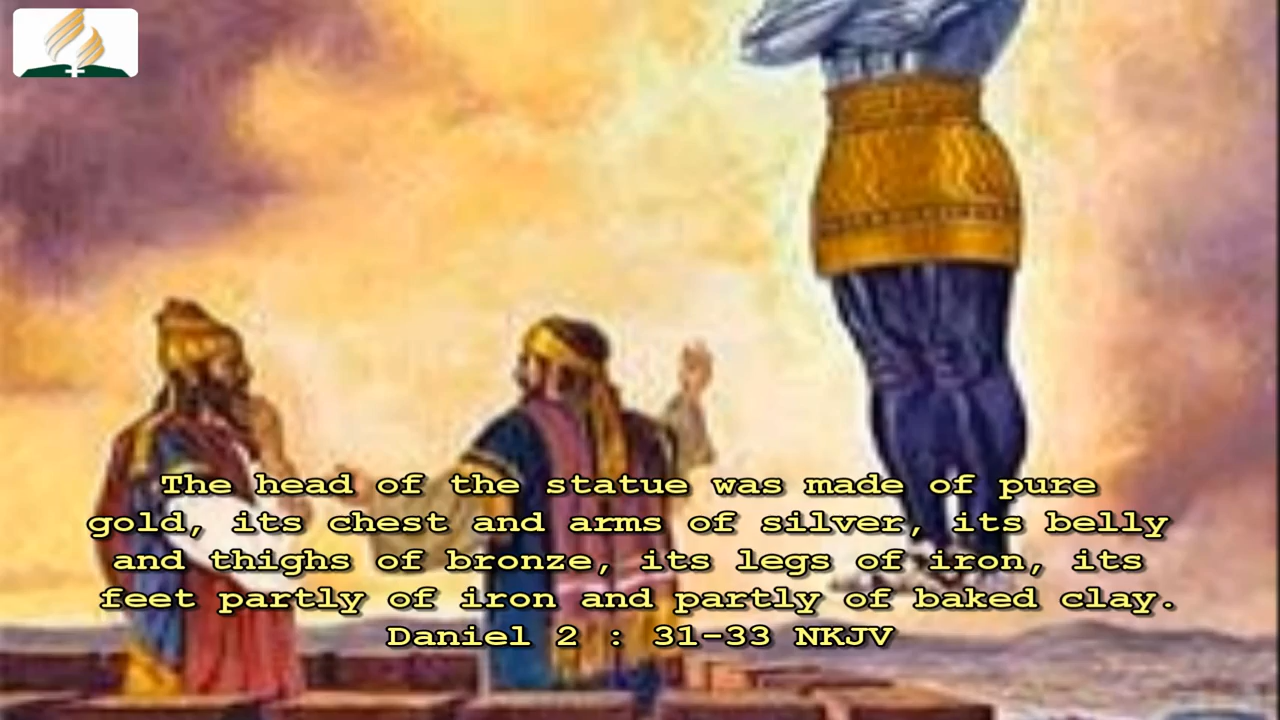 The head of the statue was made of pure
gold, its chest and arms of silver, its belly
and thighs of bronze, its legs of iron, its
feet partly of iron and partly of baked clay.
Daniel 2 : 31-33 NKJV